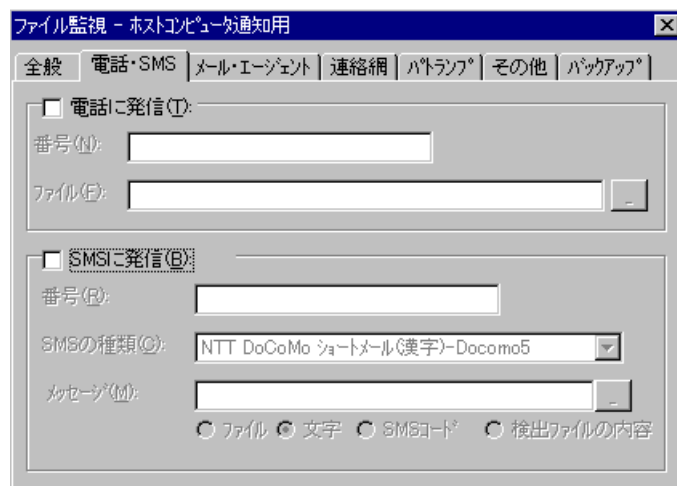 ファイル監視 - ホストコンピュータ通知用
全般 電話・SMS メール・エージェント 連絡網 パトランプ その他 バックアップ
電話に発信(T):
番号(N):
ファイル(F):
SMSに発信(B):
番号(R):
SMSの種類(C): NTT DoCoMo ショートメール(漢字)-Docomo5
メッセージ(M):
ファイル 文字 SMSコード 検出ファイルの内容